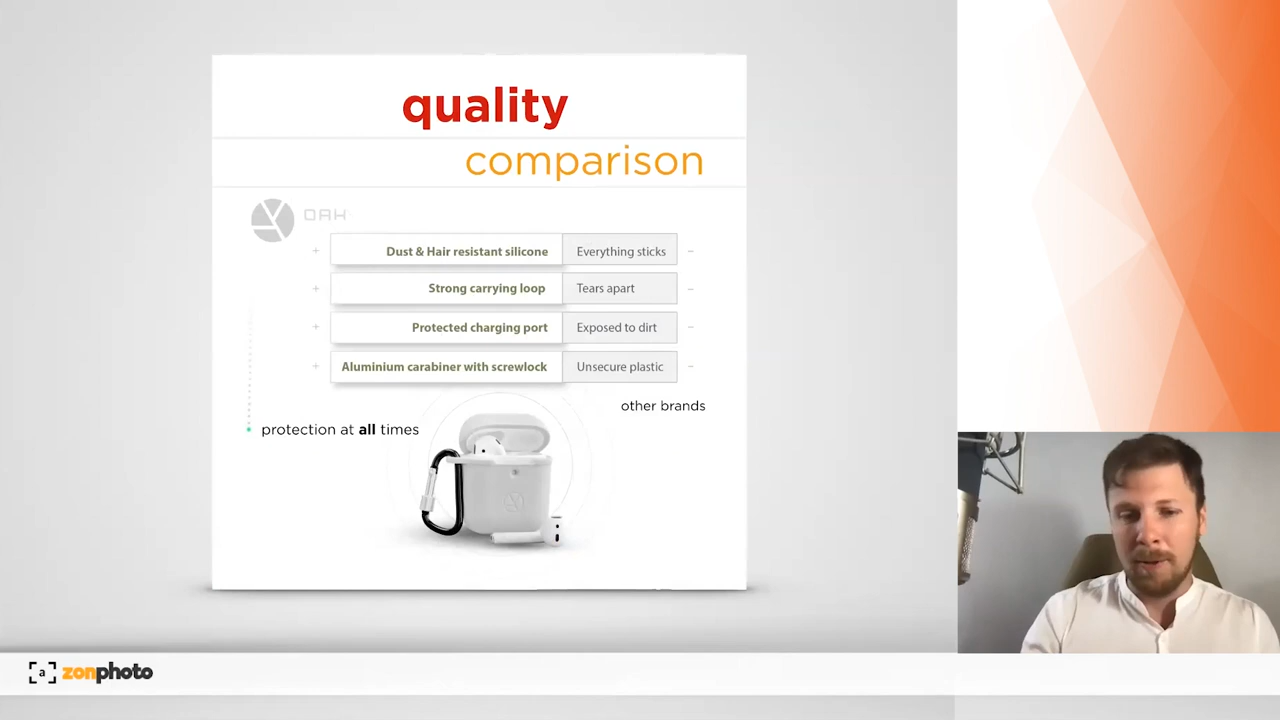 quality
comparison
OAH
+ Dust & Hair resistant silicone Everything sticks −
+ Strong carrying loop Tears apart −
+ Protected charging port Exposed to dirt −
+ Aluminium carabiner with screwlock Unsecure plastic −
other brands
protection at all times
[a] zonphoto